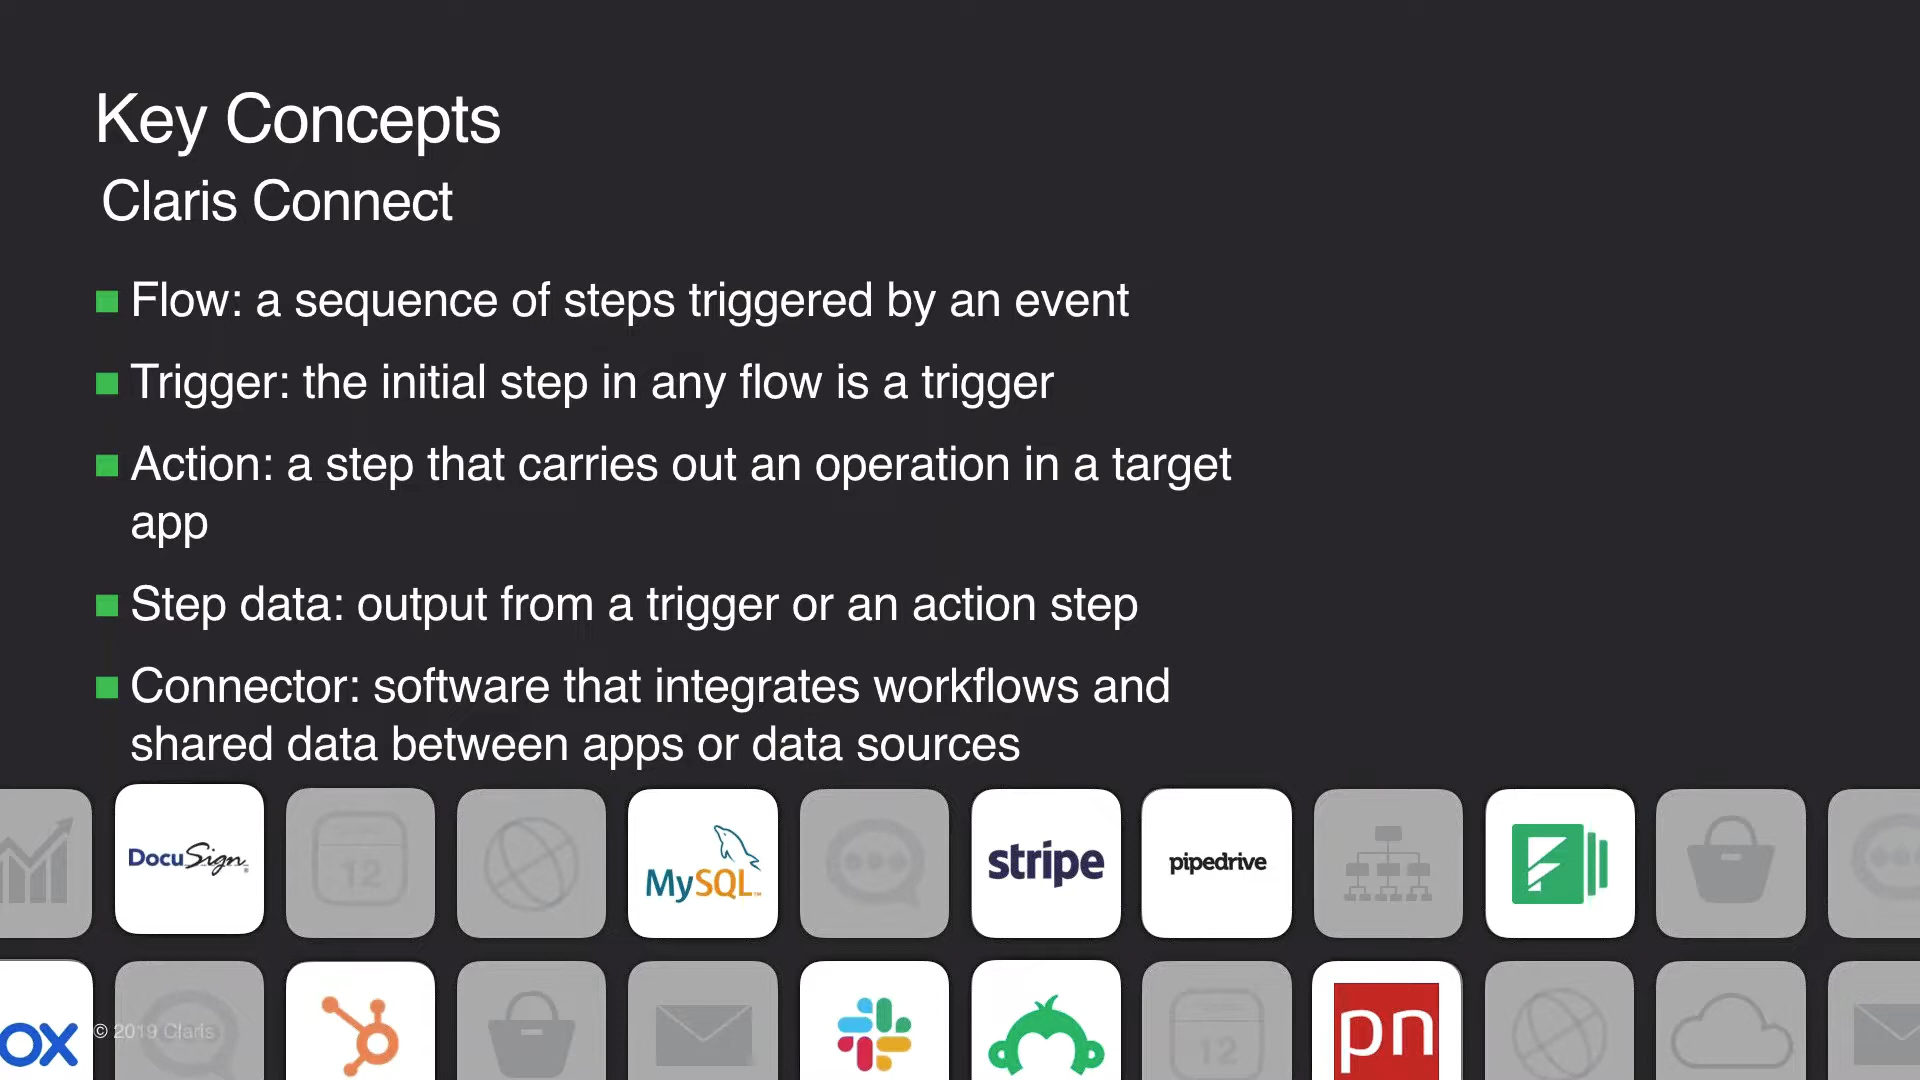 Key Concepts
Claris Connect
Flow: a sequence of steps triggered by an event
Trigger: the initial step in any flow is a trigger
Action: a step that carries out an operation in a target
app
Step data: output from a trigger or an action step
Connector: software that integrates workflows and
shared data between apps or data sources
DocuSign
12
MySQL™
stripe
pipedrive
ox
© 2019 Claris
12
pn